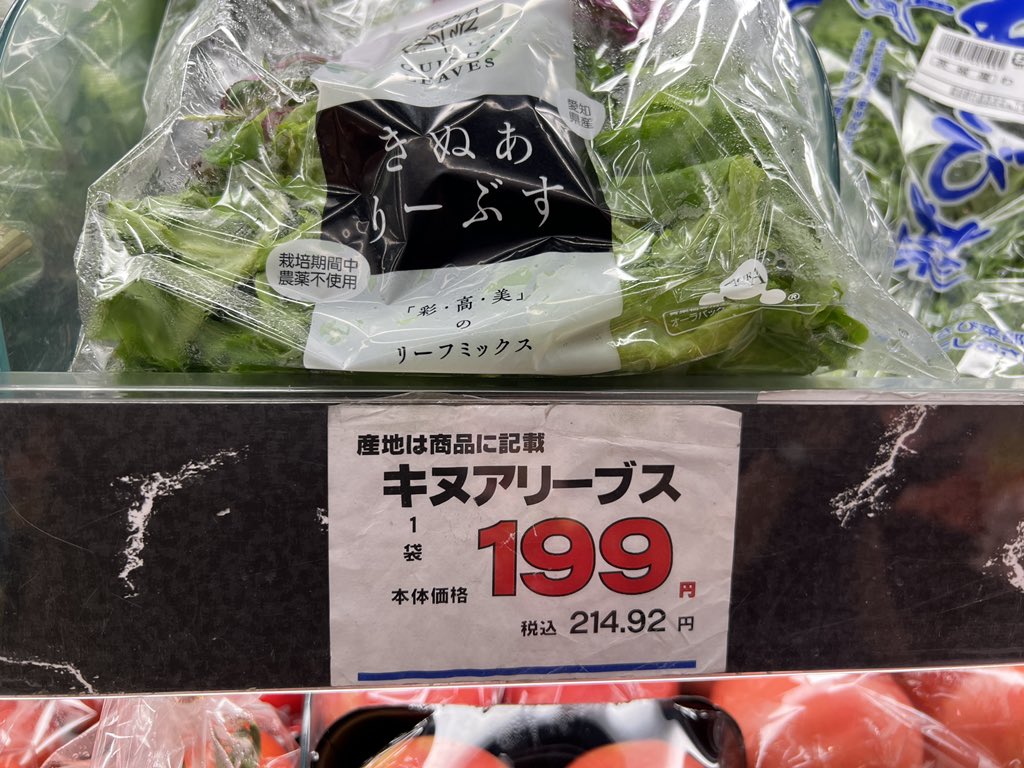 LEAVES
愛知
県産
きぬあ
りーぶす
栽培期間中
農薬不使用
「彩・高・美」
の
リーフミックス
産地は商品に記載
キヌアリーブス
1
袋
199
円
本体価格
税込 214.92 円